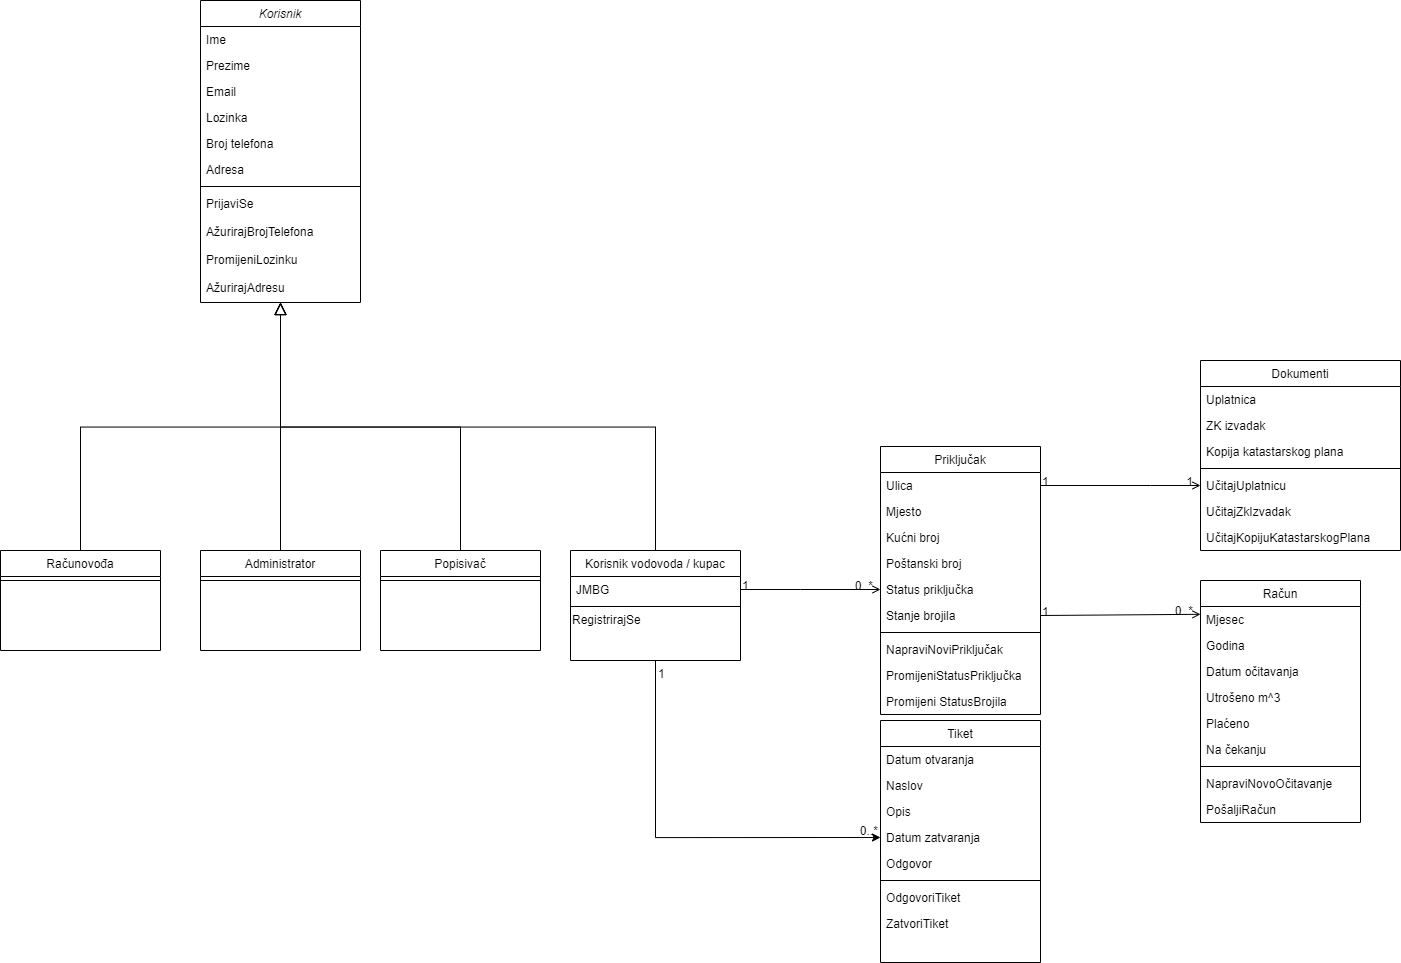 Korisnik
Ime
Prezime
Email
Lozinka
Broj telefona
Adresa
PrijaviSe
AžurirajBrojTelefona
PromijeniLozinku
AžurirajAdresu
Računovođa
Administrator
Popisivač
Korisnik vodovoda / kupac
JMBG
RegistrirajSe
1
0..*
1
0..*
Priključak
Ulica
Mjesto
Kućni broj
Poštanski broj
Status priključka
Stanje brojila
NapraviNoviPriključak
PromijeniStatusPriključka
Promijeni StatusBrojila
1
1
1
0..*
Tiket
Datum otvaranja
Naslov
Opis
Datum zatvaranja
Odgovor
OdgovoriTiket
ZatvoriTiket
Dokumenti
Uplatnica
ZK izvadak
Kopija katastarskog plana
UčitajUplatnicu
UčitajZkIzvadak
UčitajKopijuKatastarskogPlana
Račun
Mjesec
Godina
Datum očitavanja
Utrošeno m^3
Plaćeno
Na čekanju
NapraviNovoOčitavanje
PošaljiRačun